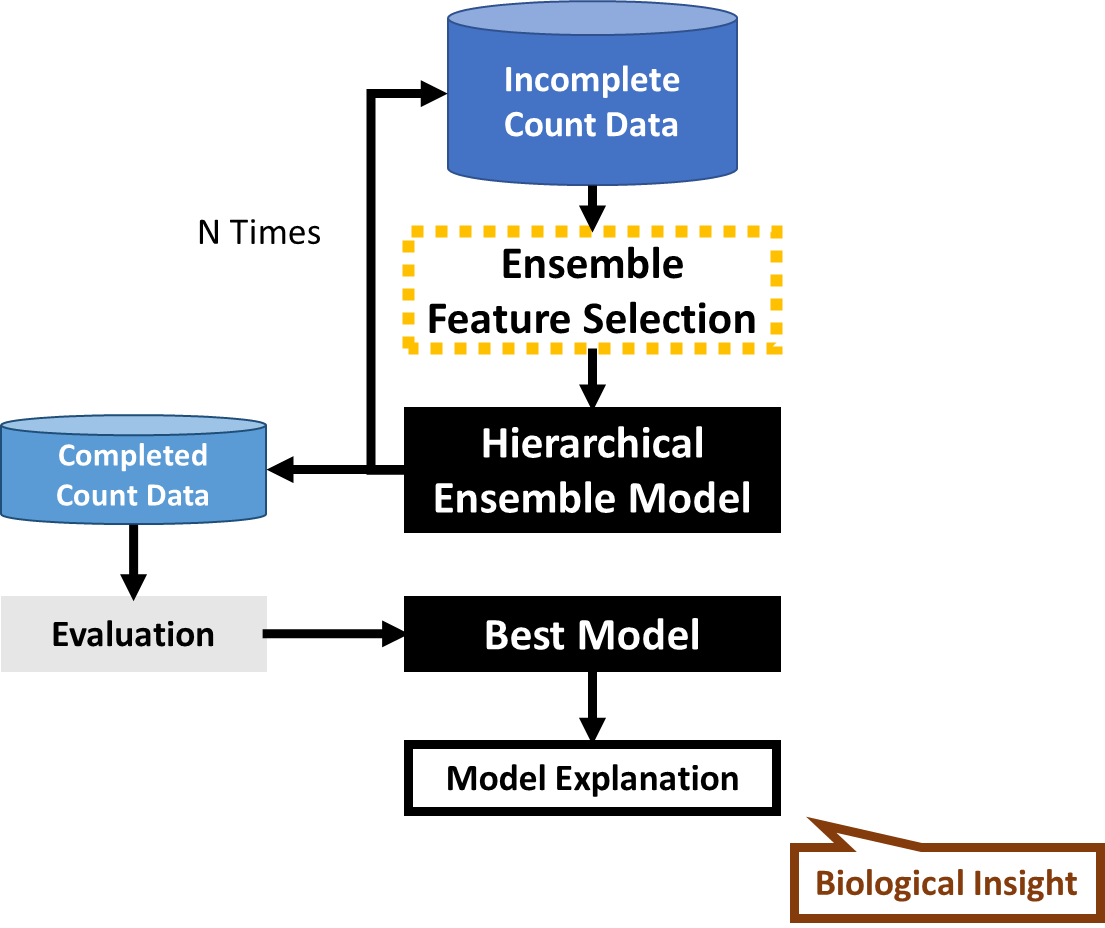 Incomplete
Count Data
N Times
Ensemble
Feature Selection
Hierarchical
Ensemble Model
Completed
Count Data
Evaluation
Best Model
Model Explanation
Biological Insight